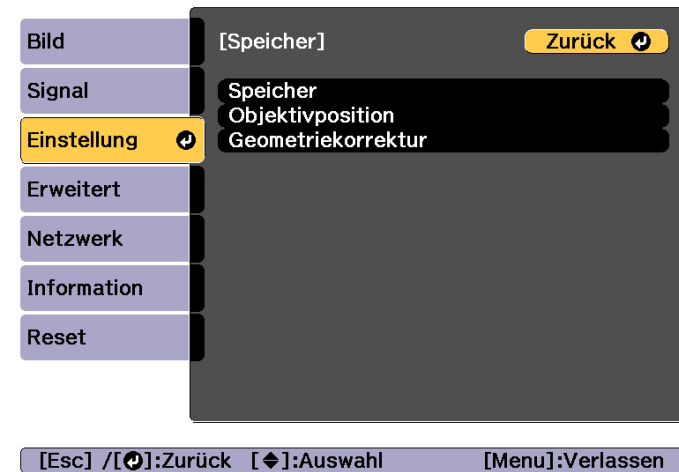 Bild
Signal
Einstellung
Erweitert
Netzwerk
Information
Reset
[Speicher]
Zurück
Speicher
Objektivposition
Geometriekorrektur
[Esc] /[⏎]:Zurück [◆]:Auswahl [Menu]:Verlassen